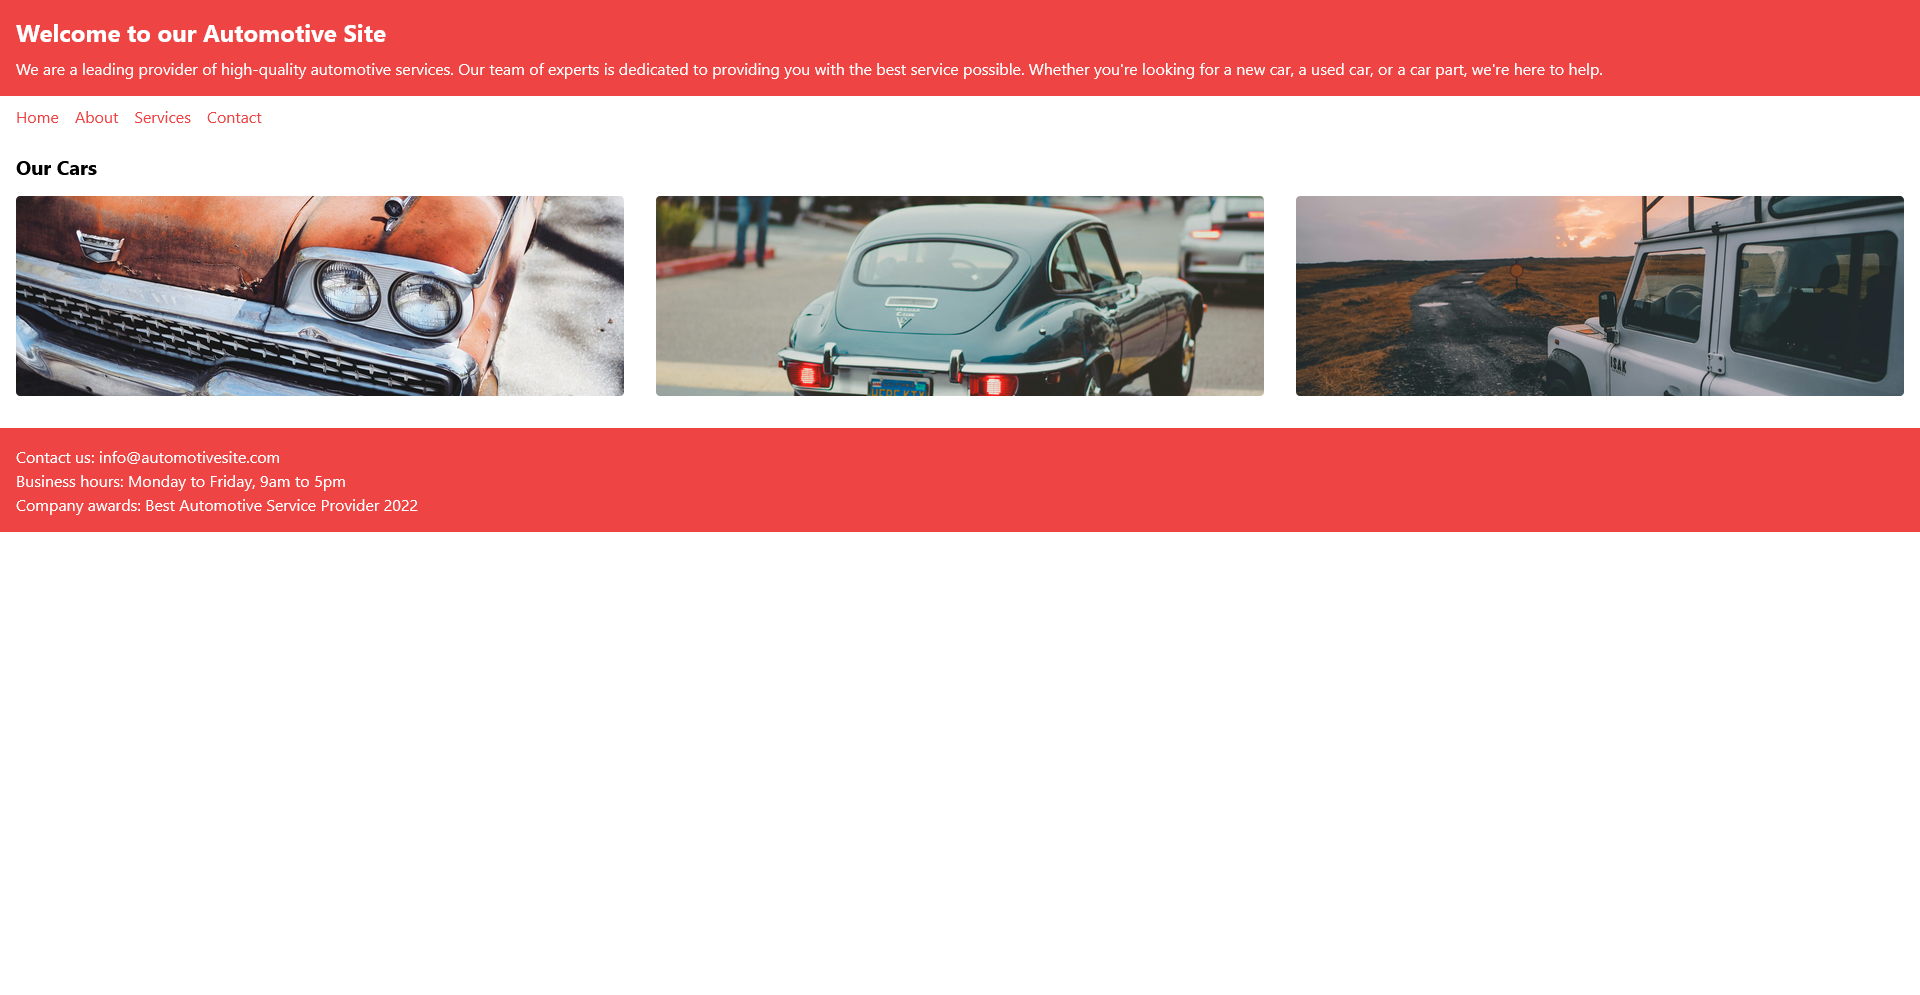 Welcome to our Automotive Site
We are a leading provider of high-quality automotive services. Our team of experts is dedicated to providing you with the best service possible. Whether you're looking for a new car, a used car, or a car part, we're here to help.
Home About Services Contact
Our Cars
ISAK
Contact us: info@automotivesite.com
Business hours: Monday to Friday, 9am to 5pm
Company awards: Best Automotive Service Provider 2022